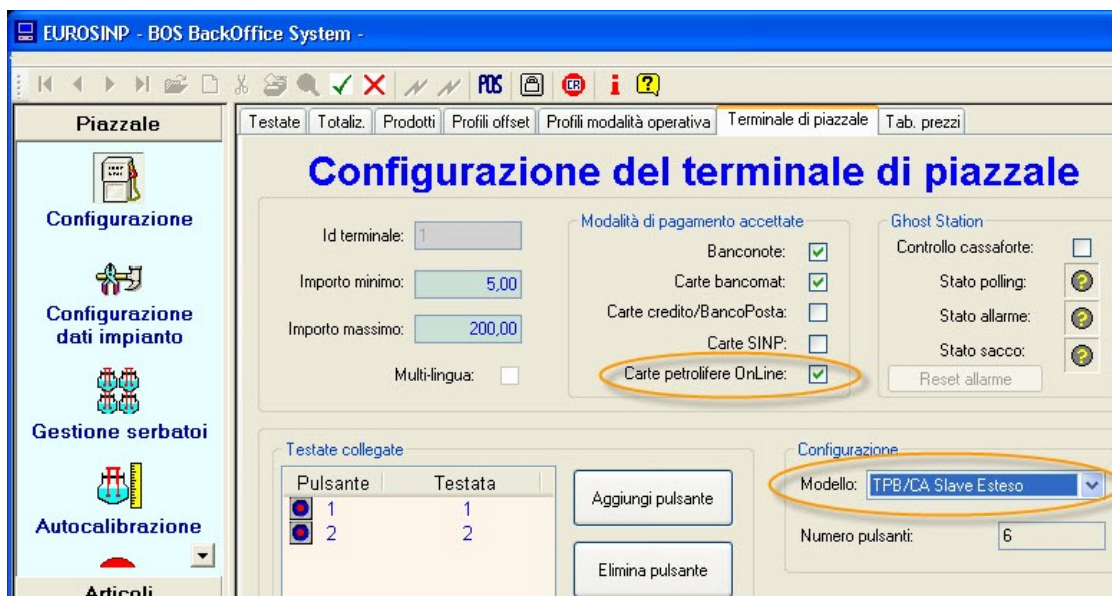 EUROSINP - BOS BackOffice System -
POS CR i ?
Piazzale
Testate Totaliz. Prodotti Profili offset Profili modalità operativa Terminale di piazzale Tab. prezzi
Configurazione del terminale di piazzale
Configurazione
Configurazione dati impianto
Gestione serbatoi
Autocalibrazione
Articoli
Id terminale: 1
Importo minimo: 5,00
Importo massimo: 200,00
Multi-lingua:
Modalità di pagamento accettate
Banconote:
Carte bancomat:
Carte credito/BancoPosta:
Carte SINP:
Carte petrolifere OnLine:
Ghost Station
Controllo cassaforte:
Stato polling: ?
Stato allarme: ?
Stato sacco: ?
Reset allarme
Testate collegate
Pulsante Testata
1 1
2 2
Aggiungi pulsante
Elimina pulsante
Configurazione
Modello: TPB/CA Slave Esteso
Numero pulsanti: 6